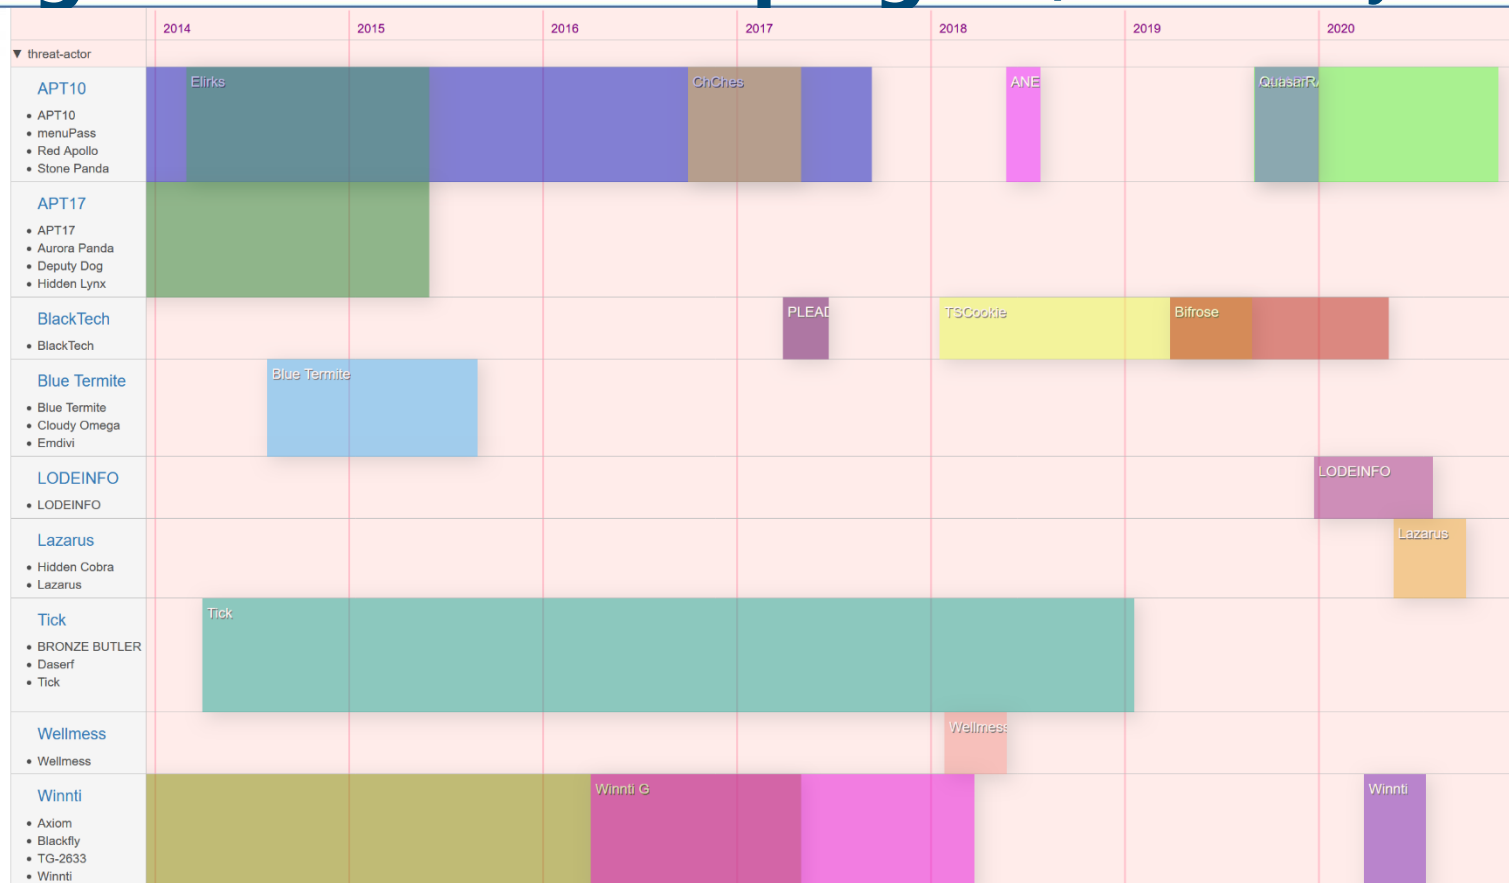 2014 2015 2016 2017 2018 2019 2020
▼ threat-actor
APT10
• APT10
• menuPass
• Red Apollo
• Stone Panda
Elirks
ChChes
ANE
APT17
• APT17
• Aurora Panda
• Deputy Dog
• Hidden Lynx
BlackTech
• BlackTech
PLEAD
TSCookie
Bifrose
Blue Termite
• Blue Termite
• Cloudy Omega
• Emdivi
Blue Termite
LODEINFO
• LODEINFO
LODEINFO
Lazarus
• Hidden Cobra
• Lazarus
Lazarus
Tick
• BRONZE BUTLER
• Daserf
• Tick
Tick
Wellmess
• Wellmess
Wellmess
Winnti
• Axiom
• Blackfly
• TG-2633
• Winnti
Winnti G
Winnti